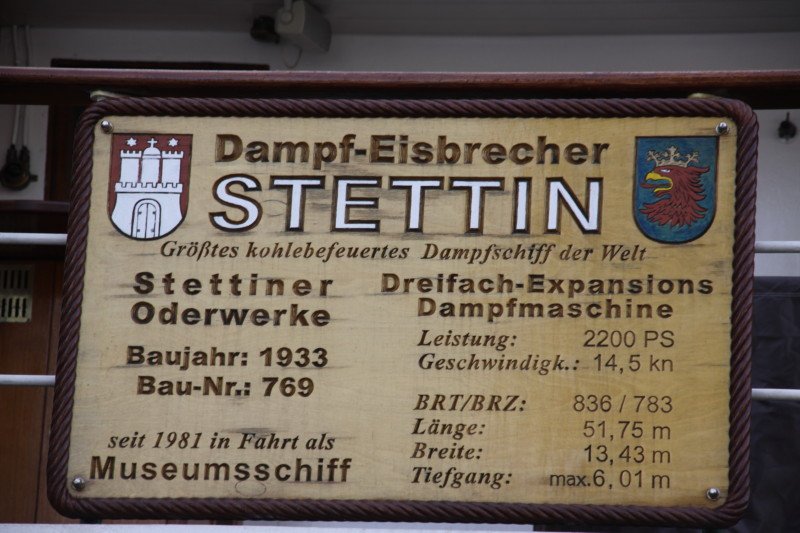 Dampf-Eisbrecher
STETTIN
Größtes kohlebefeuertes Dampfschiff der Welt
Stettiner
Oderwerke
Baujahr: 1933
Bau-Nr.: 769
seit 1981 in Fahrt als
Museumsschiff
Dreifach-Expansions
Dampfmaschine
Leistung: 2200 PS
Geschwindigk.: 14,5 kn
BRT/BRZ: 836 / 783
Länge: 51,75 m
Breite: 13,43 m
Tiefgang: max.6,01 m